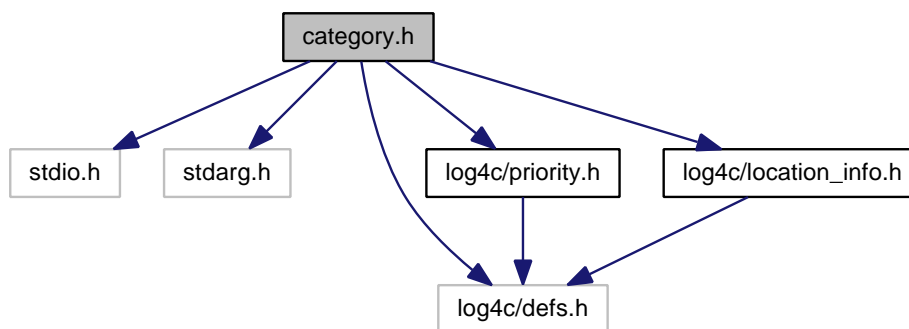 category.h
stdio.h
stdarg.h
log4c/priority.h
log4c/location_info.h
log4c/defs.h